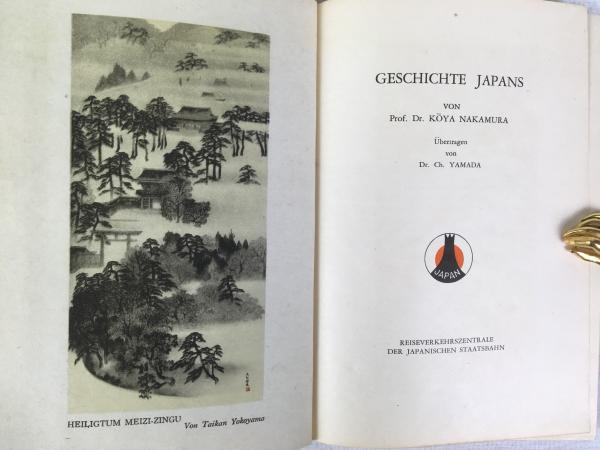 HEILIGTUM MEIZI-ZINGU Von Taikan Yokoyama
GESCHICHTE JAPANS
VON
Prof. Dr. KŌYA NAKAMURA
Übertragen
von
Dr. Ch. YAMADA
JAPAN
REISEVERKEHRSZENTRALE
DER JAPANISCHEN STAATSBAHN